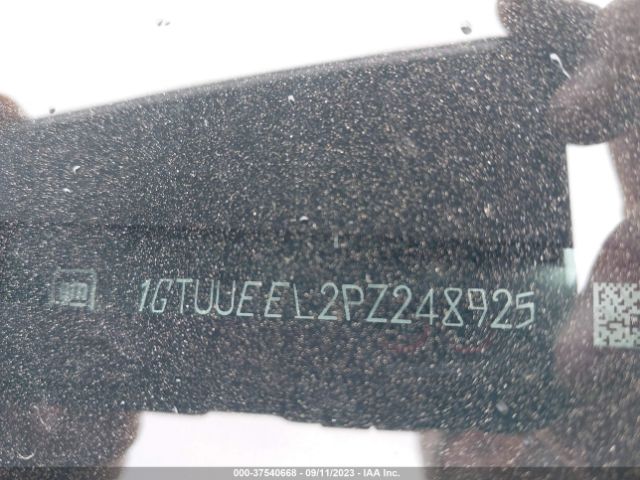 1GTUUEEL2PZ248925
000-37540668 - 09/11/2023 - IAA Inc.